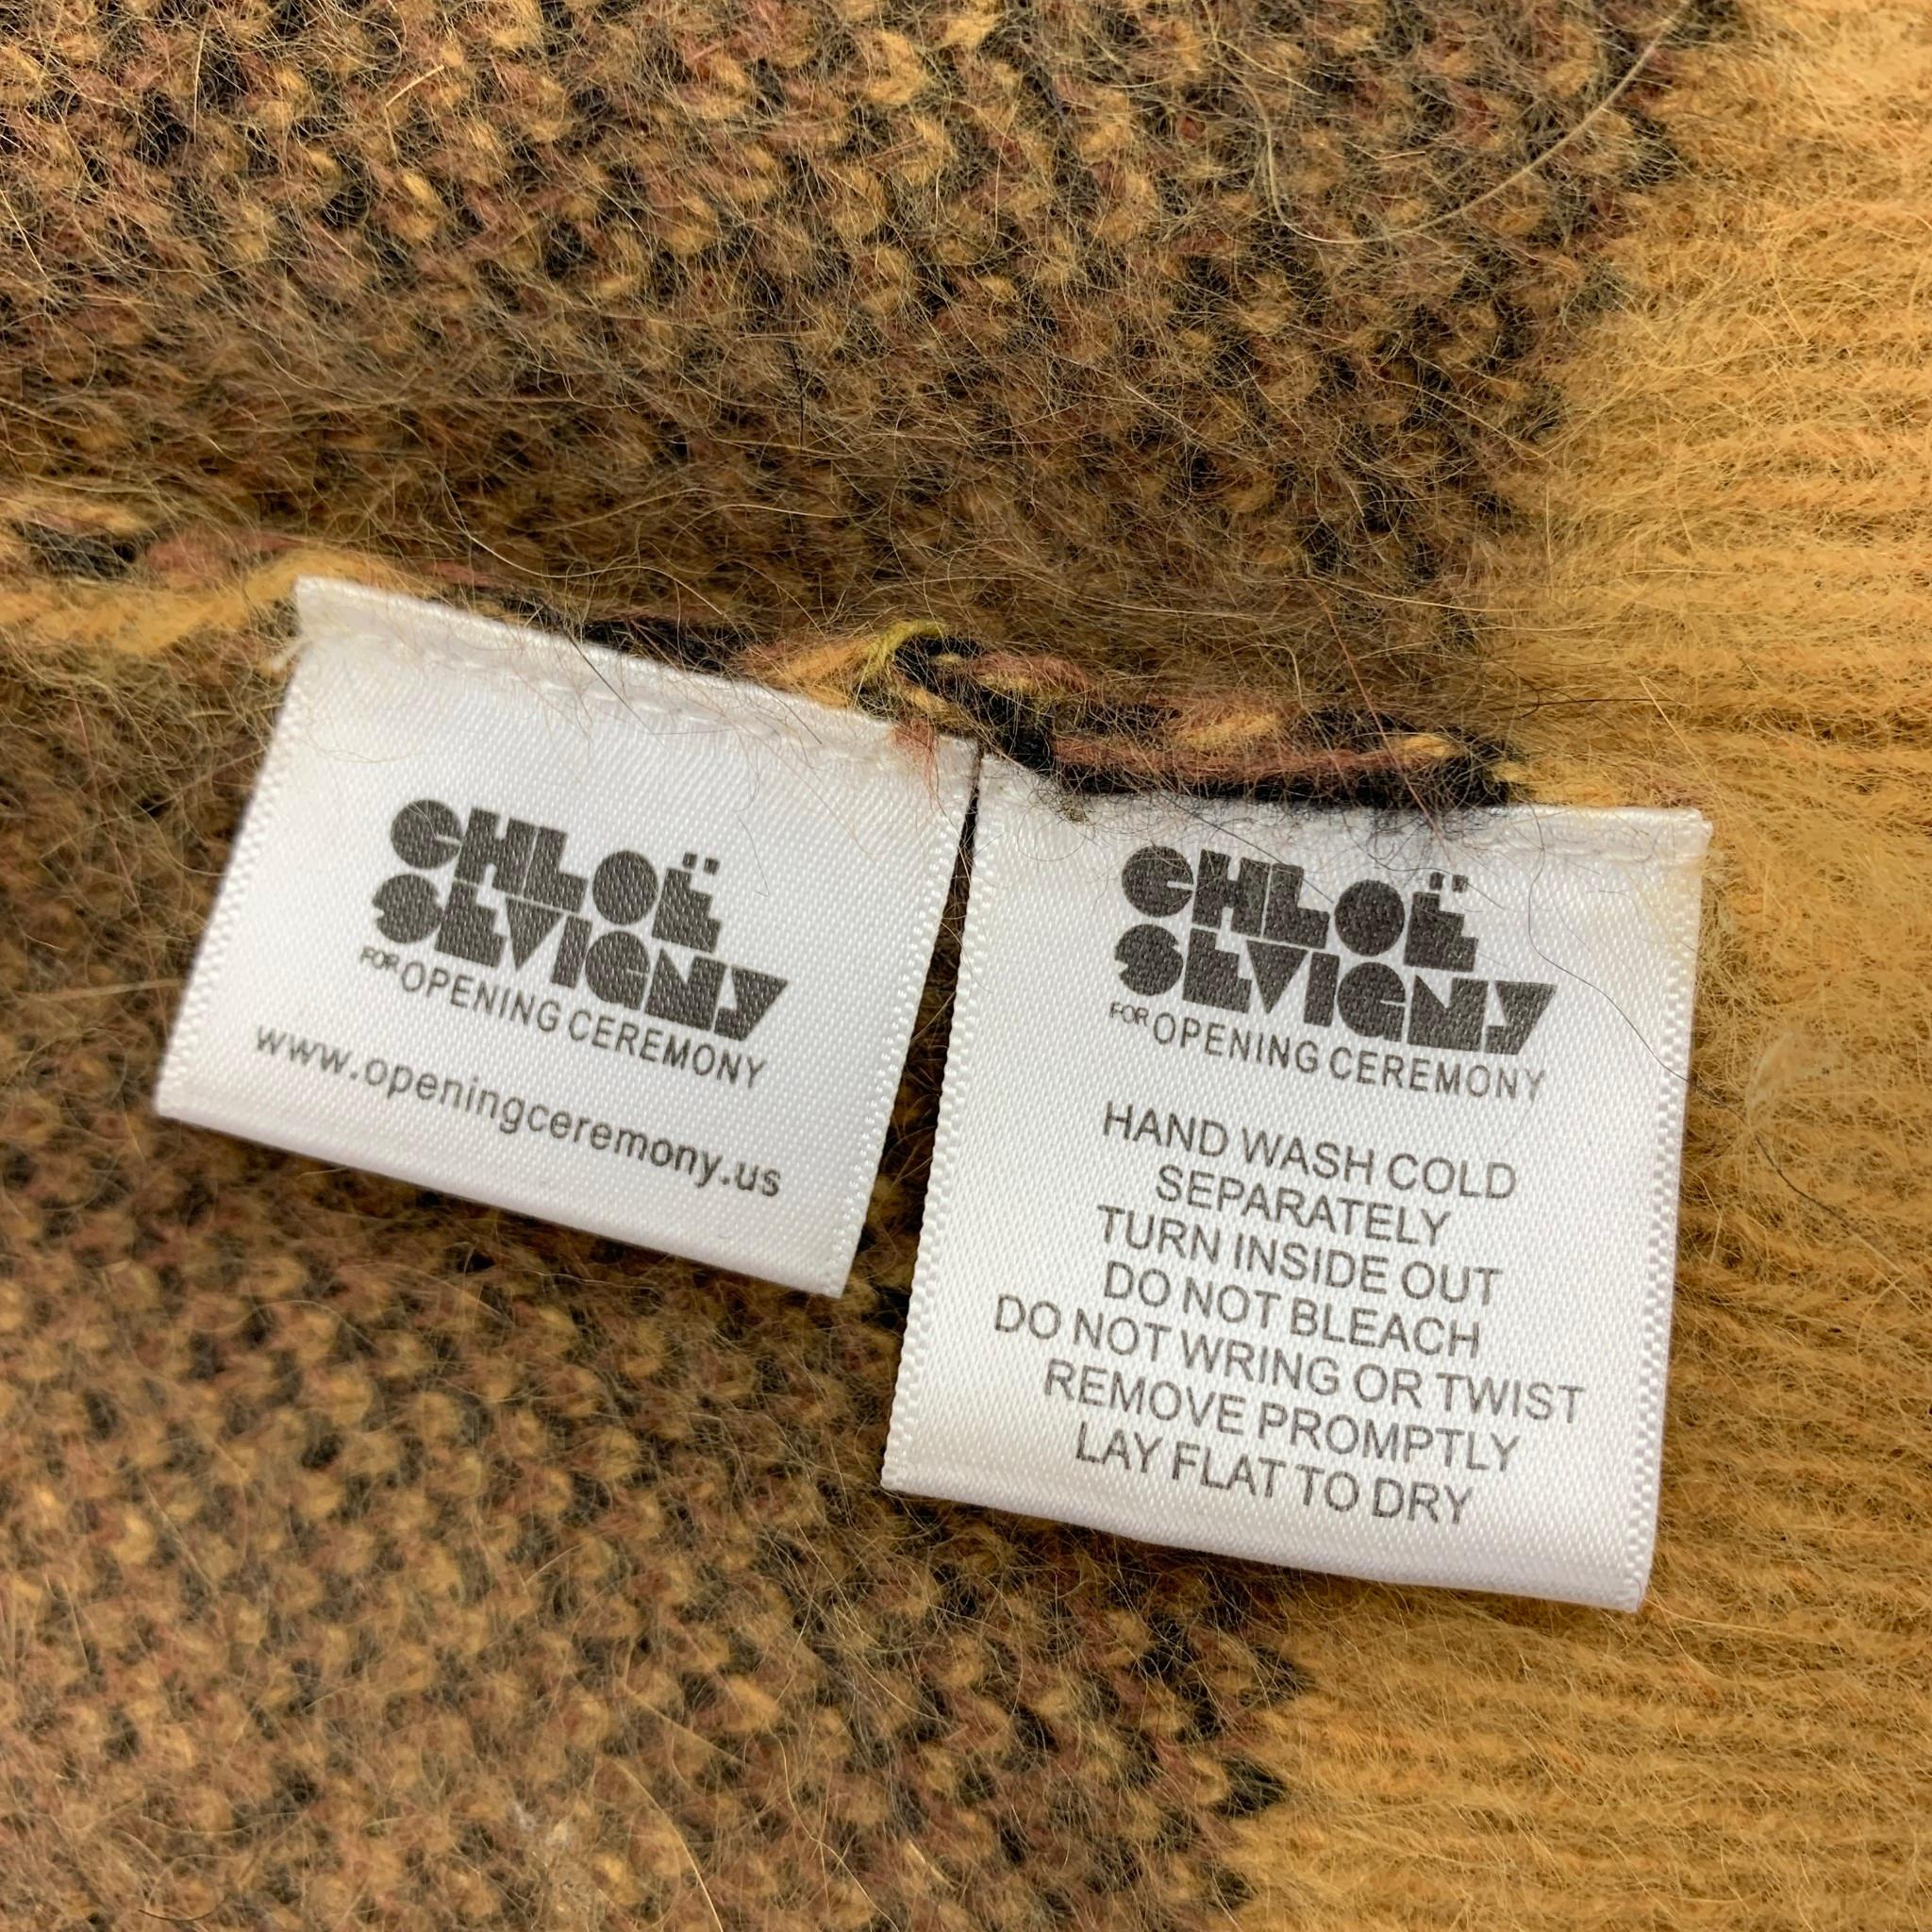 CHLOË
SEVIGNY
FOR OPENING CEREMONY
www.openingceremony.us
CHLOË
SEVIGNY
FOR OPENING CEREMONY
HAND WASH COLD
SEPARATELY
TURN INSIDE OUT
DO NOT BLEACH
DO NOT WRING OR TWIST
REMOVE PROMPTLY
LAY FLAT TO DRY